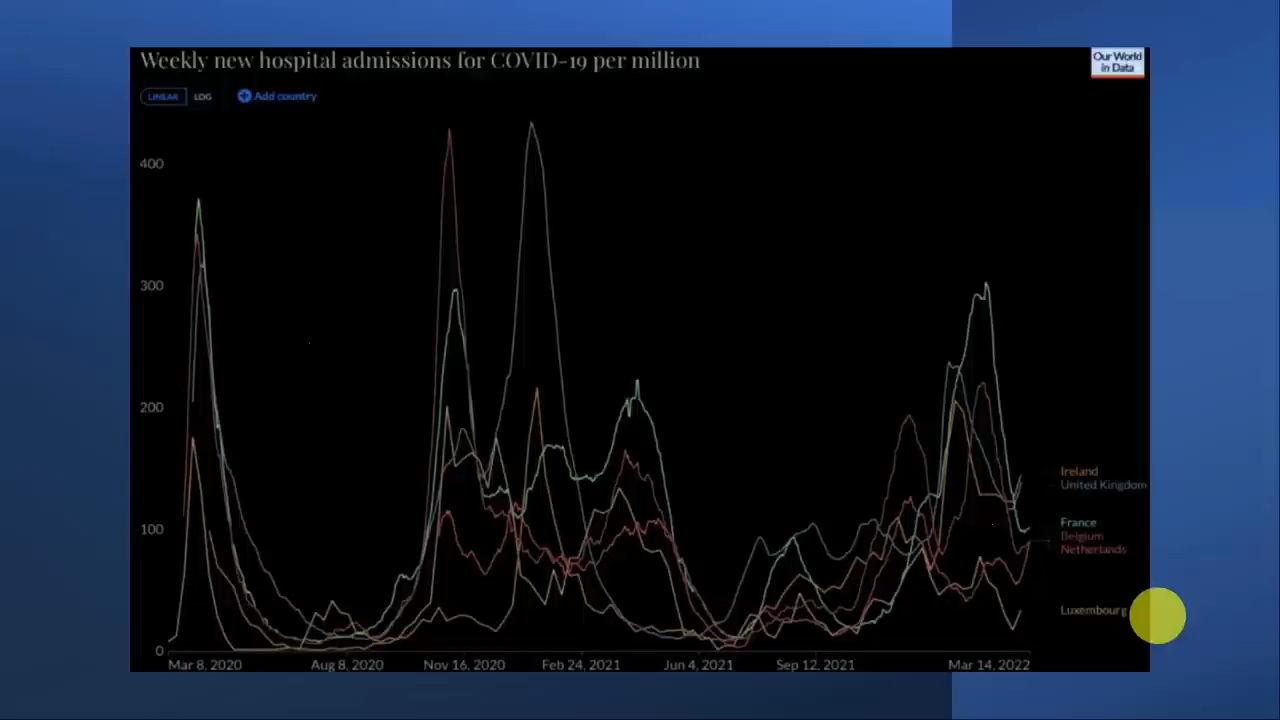 Weekly new hospital admissions for COVID-19 per million
Our World
in Data
LINEAR
LOG
Add country
400
300
200
100
0
Ireland
United Kingdom
France
Belgium
Netherlands
Luxembourg
Mar 8, 2020
Aug 8, 2020
Nov 16, 2020
Feb 24, 2021
Jun 4, 2021
Sep 12, 2021
Mar 14, 2022